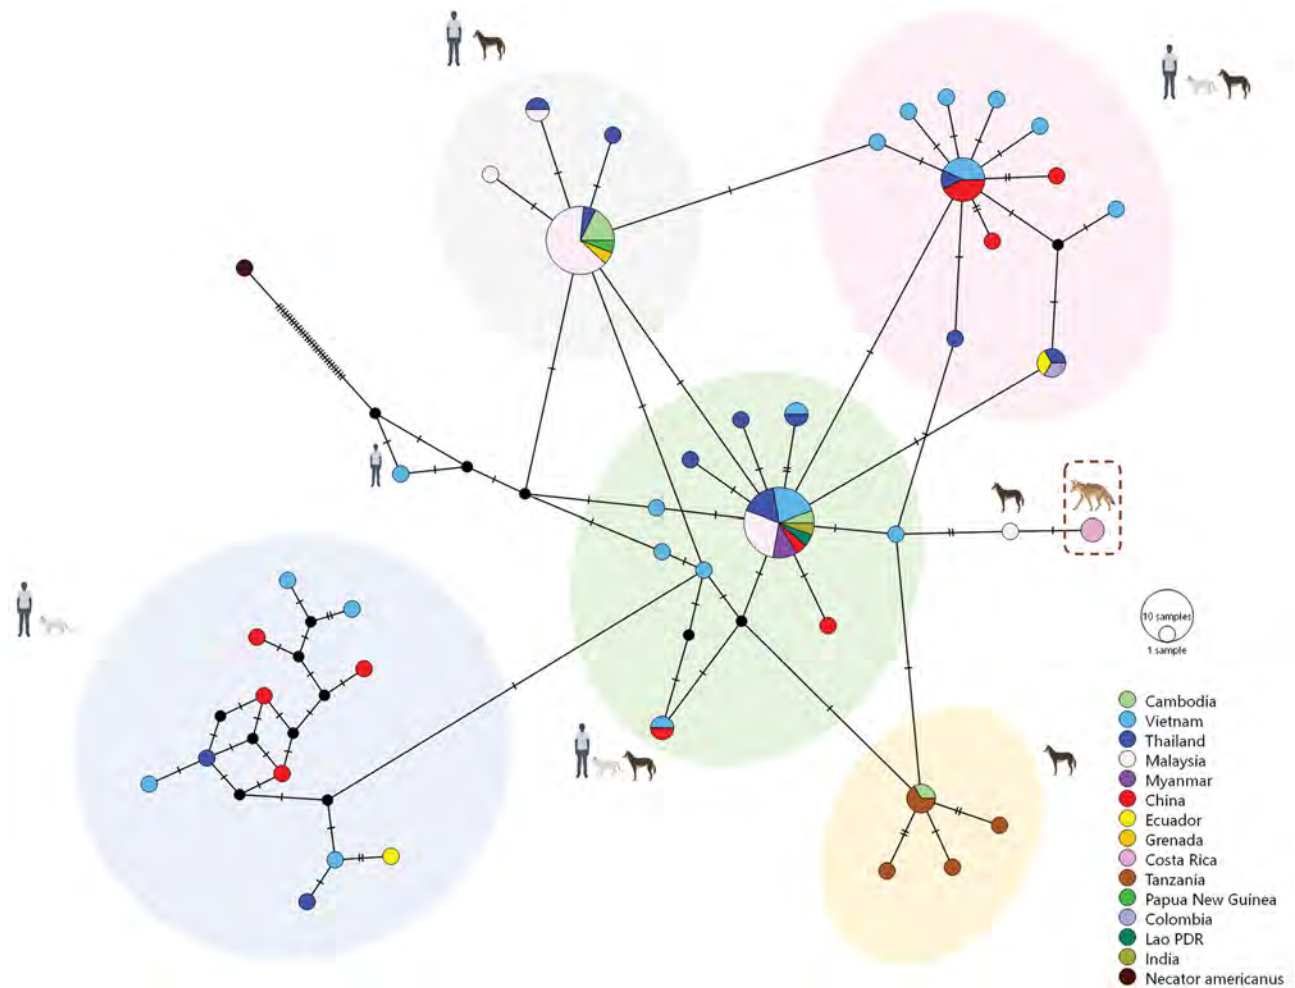 10 samples
1 sample
Cambodia
Vietnam
Thailand
Malaysia
Myanmar
China
Ecuador
Grenada
Costa Rica
Tanzania
Papua New Guinea
Colombia
Lao PDR
India
Necator americanus